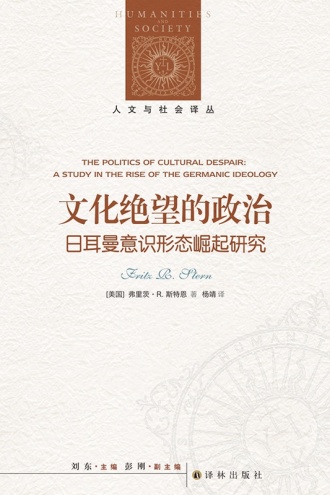 HUMANITIES
AND
SOCIETY
人文与社会译丛
THE POLITICS OF CULTURAL DESPAIR:
A STUDY IN THE RISE OF THE GERMANIC IDEOLOGY
文化绝望的政治
日耳曼意识形态崛起研究
Fritz R. Stern
[美国] 弗里茨·R. 斯特恩 著 杨靖 译
刘东·主编 彭刚·副主编 译林出版社